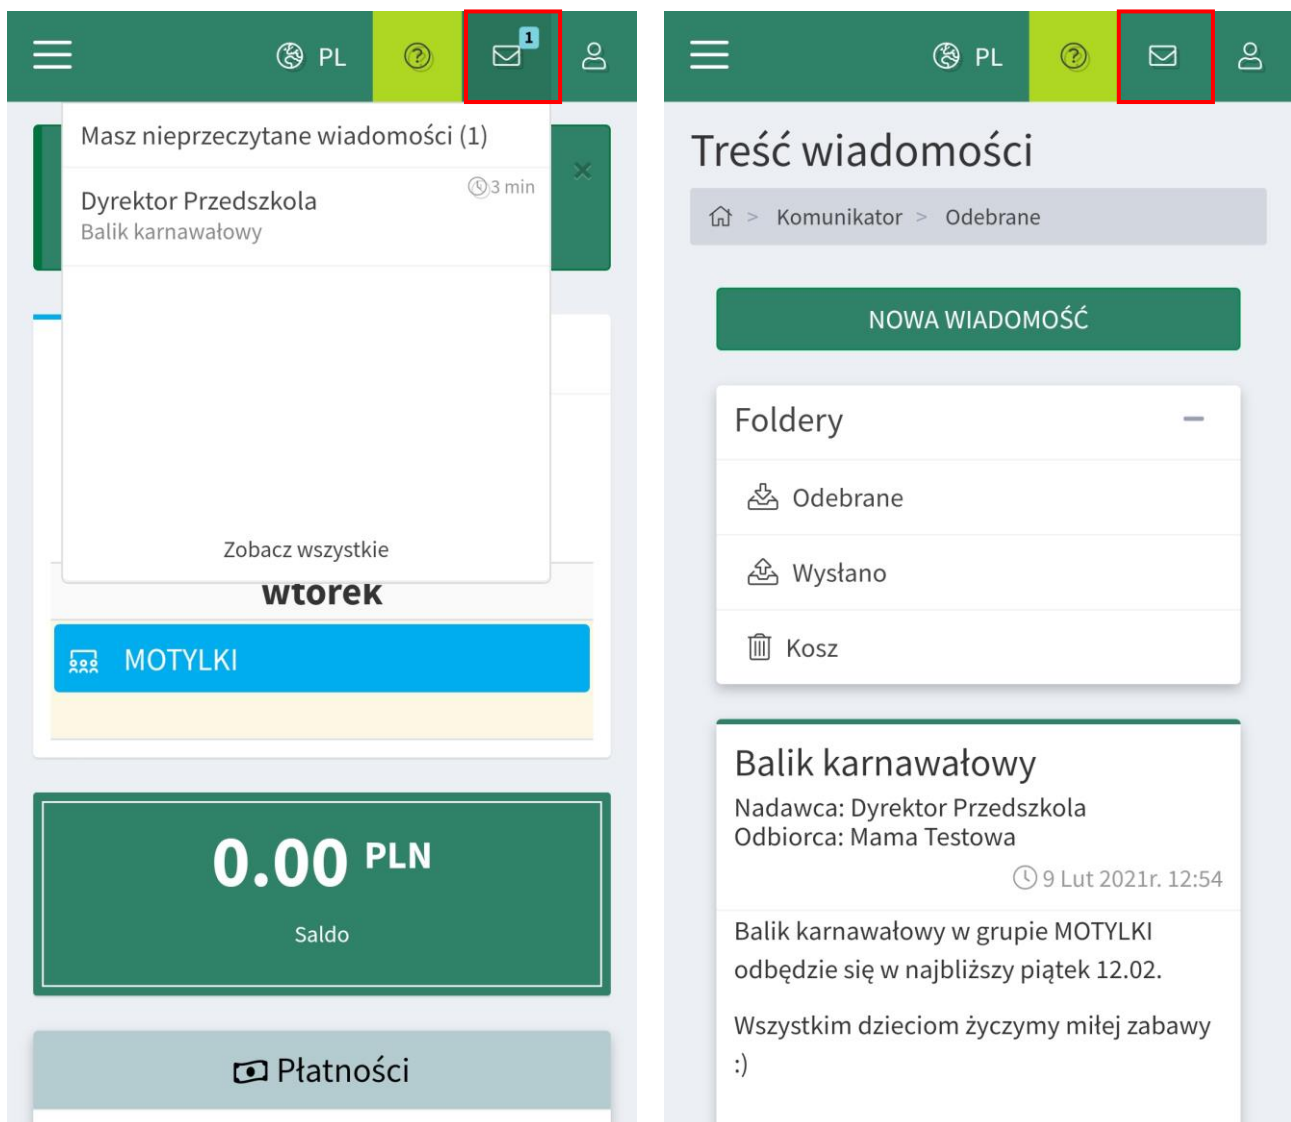 PL
1
Masz nieprzeczytane wiadomości (1)
Dyrektor Przedszkola
3 min
Balik karnawałowy
Zobacz wszystkie
wtorek
MOTYLKI
0.00 PLN
Saldo
Płatności
PL
Treść wiadomości
> Komunikator > Odebrane
NOWA WIADOMOŚĆ
Foldery
Odebrane
Wysłano
Kosz
Balik karnawałowy
Nadawca: Dyrektor Przedszkola
Odbiorca: Mama Testowa
9 Lut 2021r. 12:54
Balik karnawałowy w grupie MOTYLKI
odbędzie się w najbliższy piątek 12.02.
Wszystkim dzieciom życzymy miłej zabawy
:)